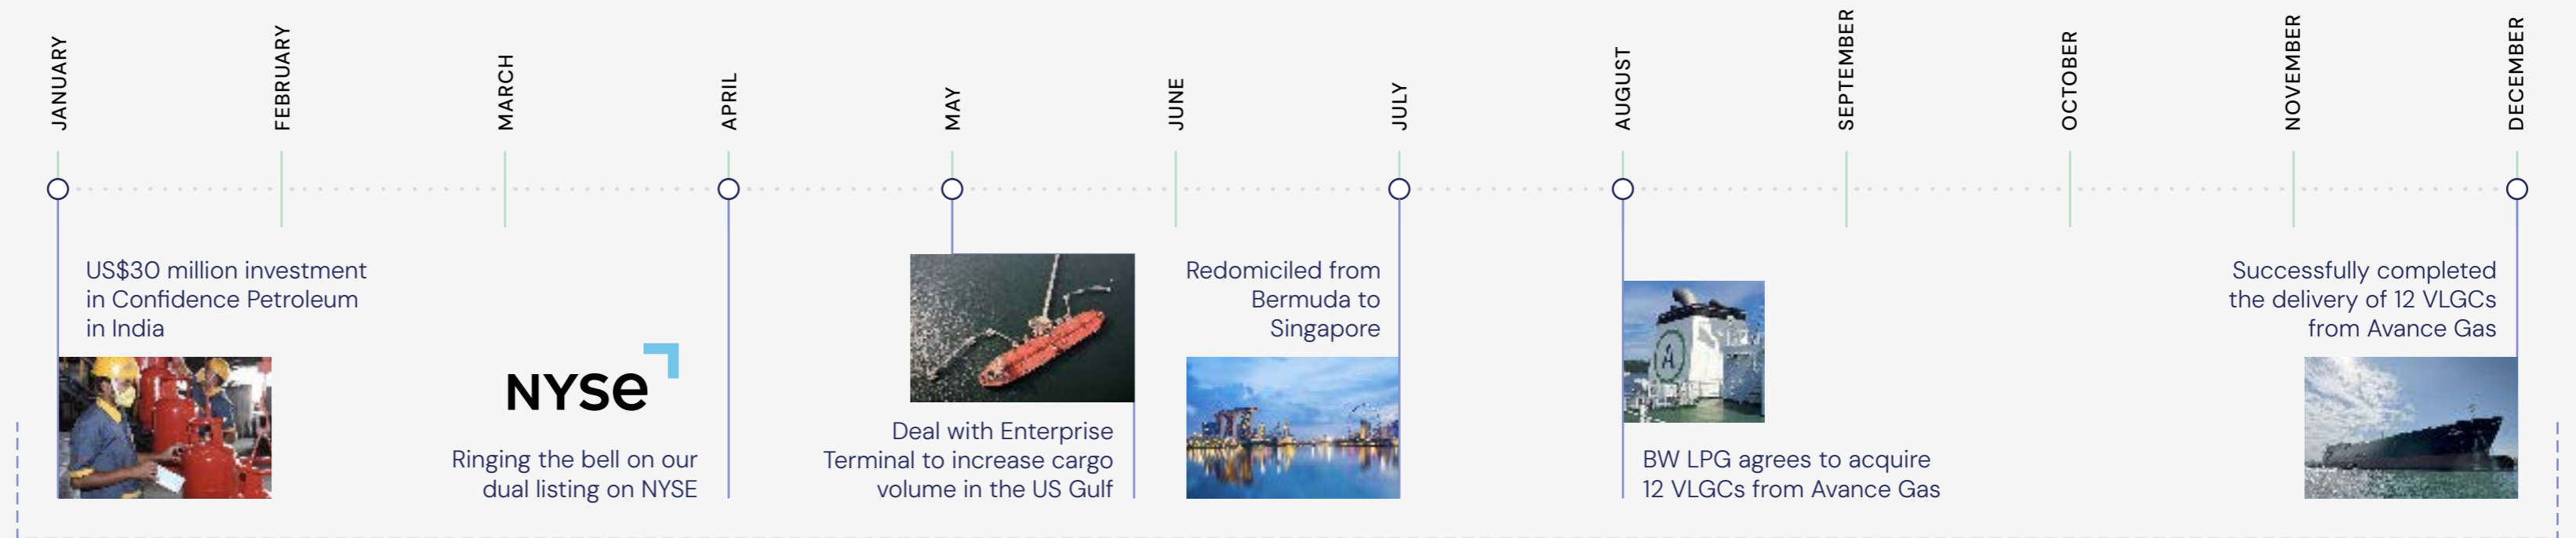 JANUARY
FEBRUARY
MARCH
APRIL
MAY
JUNE
JULY
AUGUST
SEPTEMBER
OCTOBER
NOVEMBER
DECEMBER
US$30 million investment
in Confidence Petroleum
in India
NYSE
Ringing the bell on our
dual listing on NYSE
Deal with Enterprise
Terminal to increase cargo
volume in the US Gulf
Redomiciled from
Bermuda to
Singapore
A
BW LPG agrees to acquire
12 VLGCs from Avance Gas
Successfully completed
the delivery of 12 VLGCs
from Avance Gas